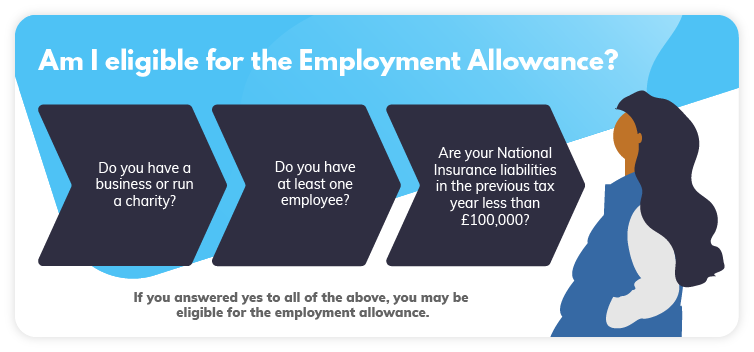 Am I eligible for the Employment Allowance?
Do you have a
business or run
a charity?
Do you have
at least one
employee?
Are your National
Insurance liabilities
in the previous tax
year less than
£100,000?
If you answered yes to all of the above, you may be
eligible for the employment allowance.